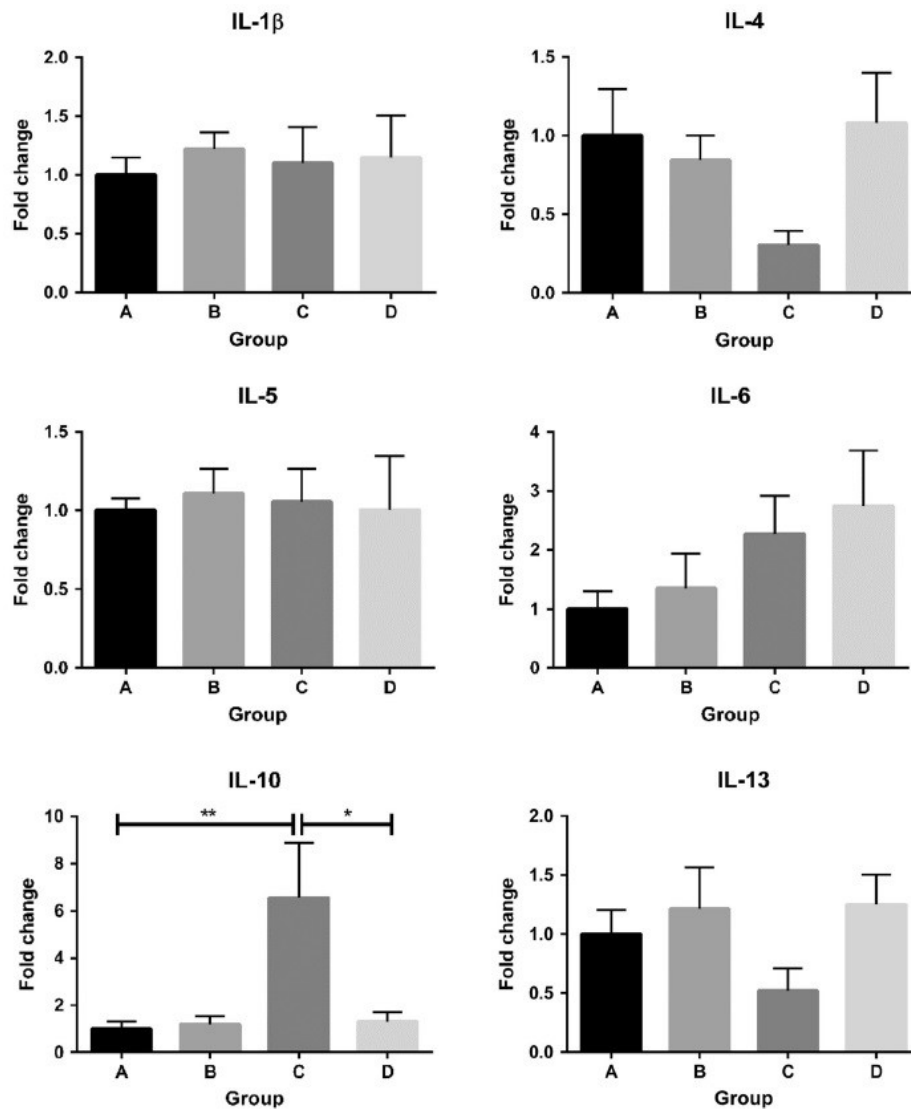 IL-1β
Fold change
2.0
1.5
1.0
0.5
0.0
A B C D
Group
IL-4
Fold change
1.5
1.0
0.5
0.0
A B C D
Group
IL-5
Fold change
1.5
1.0
0.5
0.0
A B C D
Group
IL-6
Fold change
4
3
2
1
0
A B C D
Group
IL-10
Fold change
10
8
6
4
2
0
** *
A B C D
Group
IL-13
Fold change
2.0
1.5
1.0
0.5
0.0
A B C D
Group